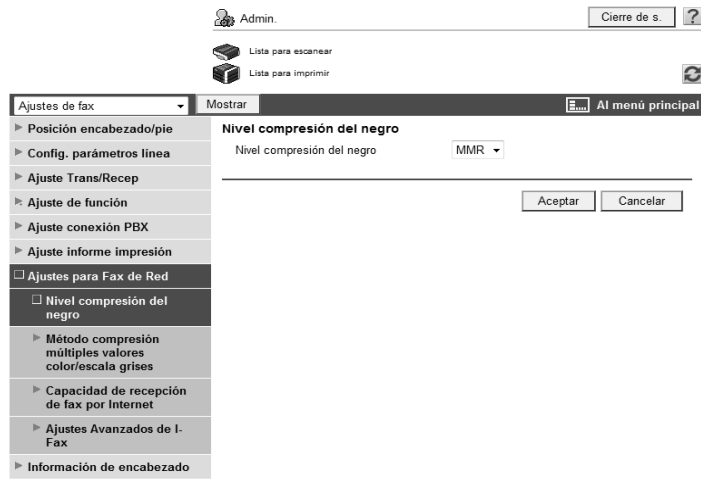 Admin.
Cierre de s.
?
Lista para escanear
Lista para imprimir
Ajustes de fax
Mostrar
Al menú principal
Posición encabezado/pie
Config. parámetros línea
Ajuste Trans/Recep
Ajuste de función
Ajuste conexión PBX
Ajuste informe impresión
Ajustes para Fax de Red
Nivel compresión del
negro
Método compresión
múltiples valores
color/escala grises
Capacidad de recepción
de fax por Internet
Ajustes Avanzados de I-
Fax
Información de encabezado
Nivel compresión del negro
Nivel compresión del negro
MMR
Aceptar
Cancelar